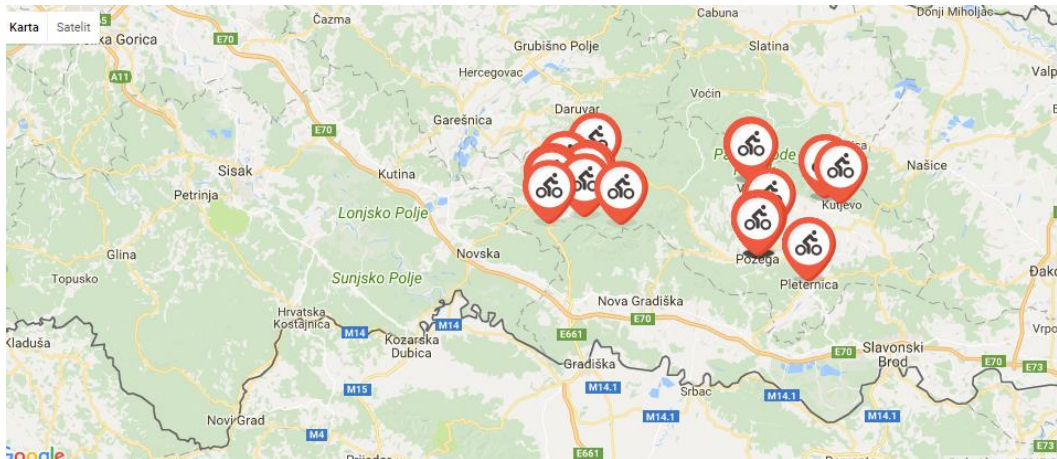 Karta Satelit
Čazma
Cabuna
Donji Miholjac
Gorica
E70
Grubišno Polje
Slatina
A11
Hercegovac
Valp
Voćin
Daruvar
Garešnica
E70
Našice
Sisak
Kutina
Petrinja
Kutjevo
Lonjsko Polje
Glina
Novska
Požega
Topusko
Sunjsko Polje
Pleternica
Đako
Nova Gradiška
Hrvatska
Kostajnica
E70
M14
M14
Vrpo
Kladuša
Kozarska
Dubica
E661
Slavonski
Brod
E70
E70
E73
Gradiška
M15
M14.1
Srbac
M14.1
Novi Grad
M14.1
M14.1
M4
E73
Google
Prijedor
E661